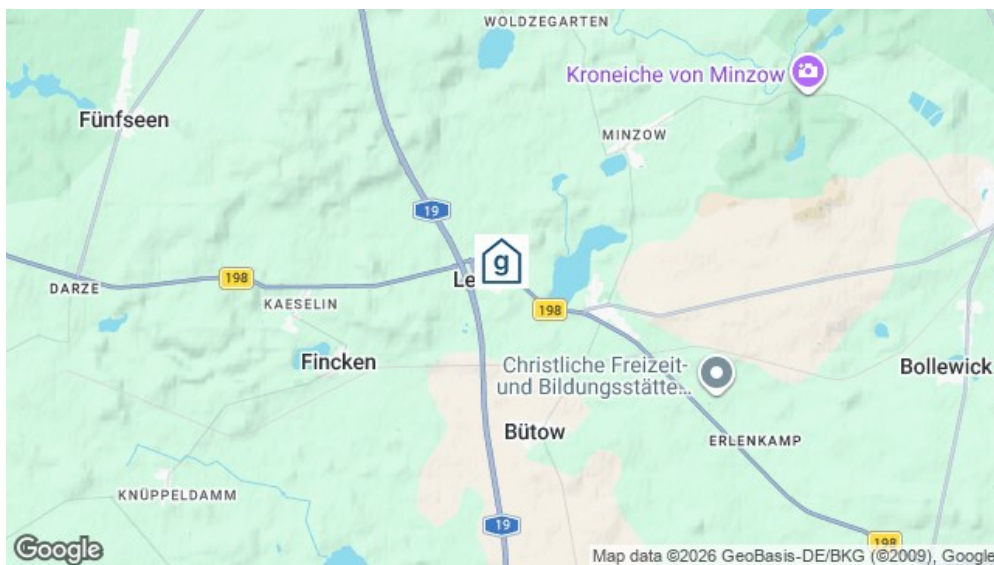 WOLDZEGARTEN
Kroneiche von Minzow
Fünfseen
MINZOW
19
Le
g
198
DARZE
KAESELIN
198
Fincken
Christliche Freizeit-
und Bildungsstätte...
Bollewick
Bütow
ERLENKAMP
KNÜPPELDAMM
19
198
Google
Map data ©2026 GeoBasis-DE/BKG (©2009), Google